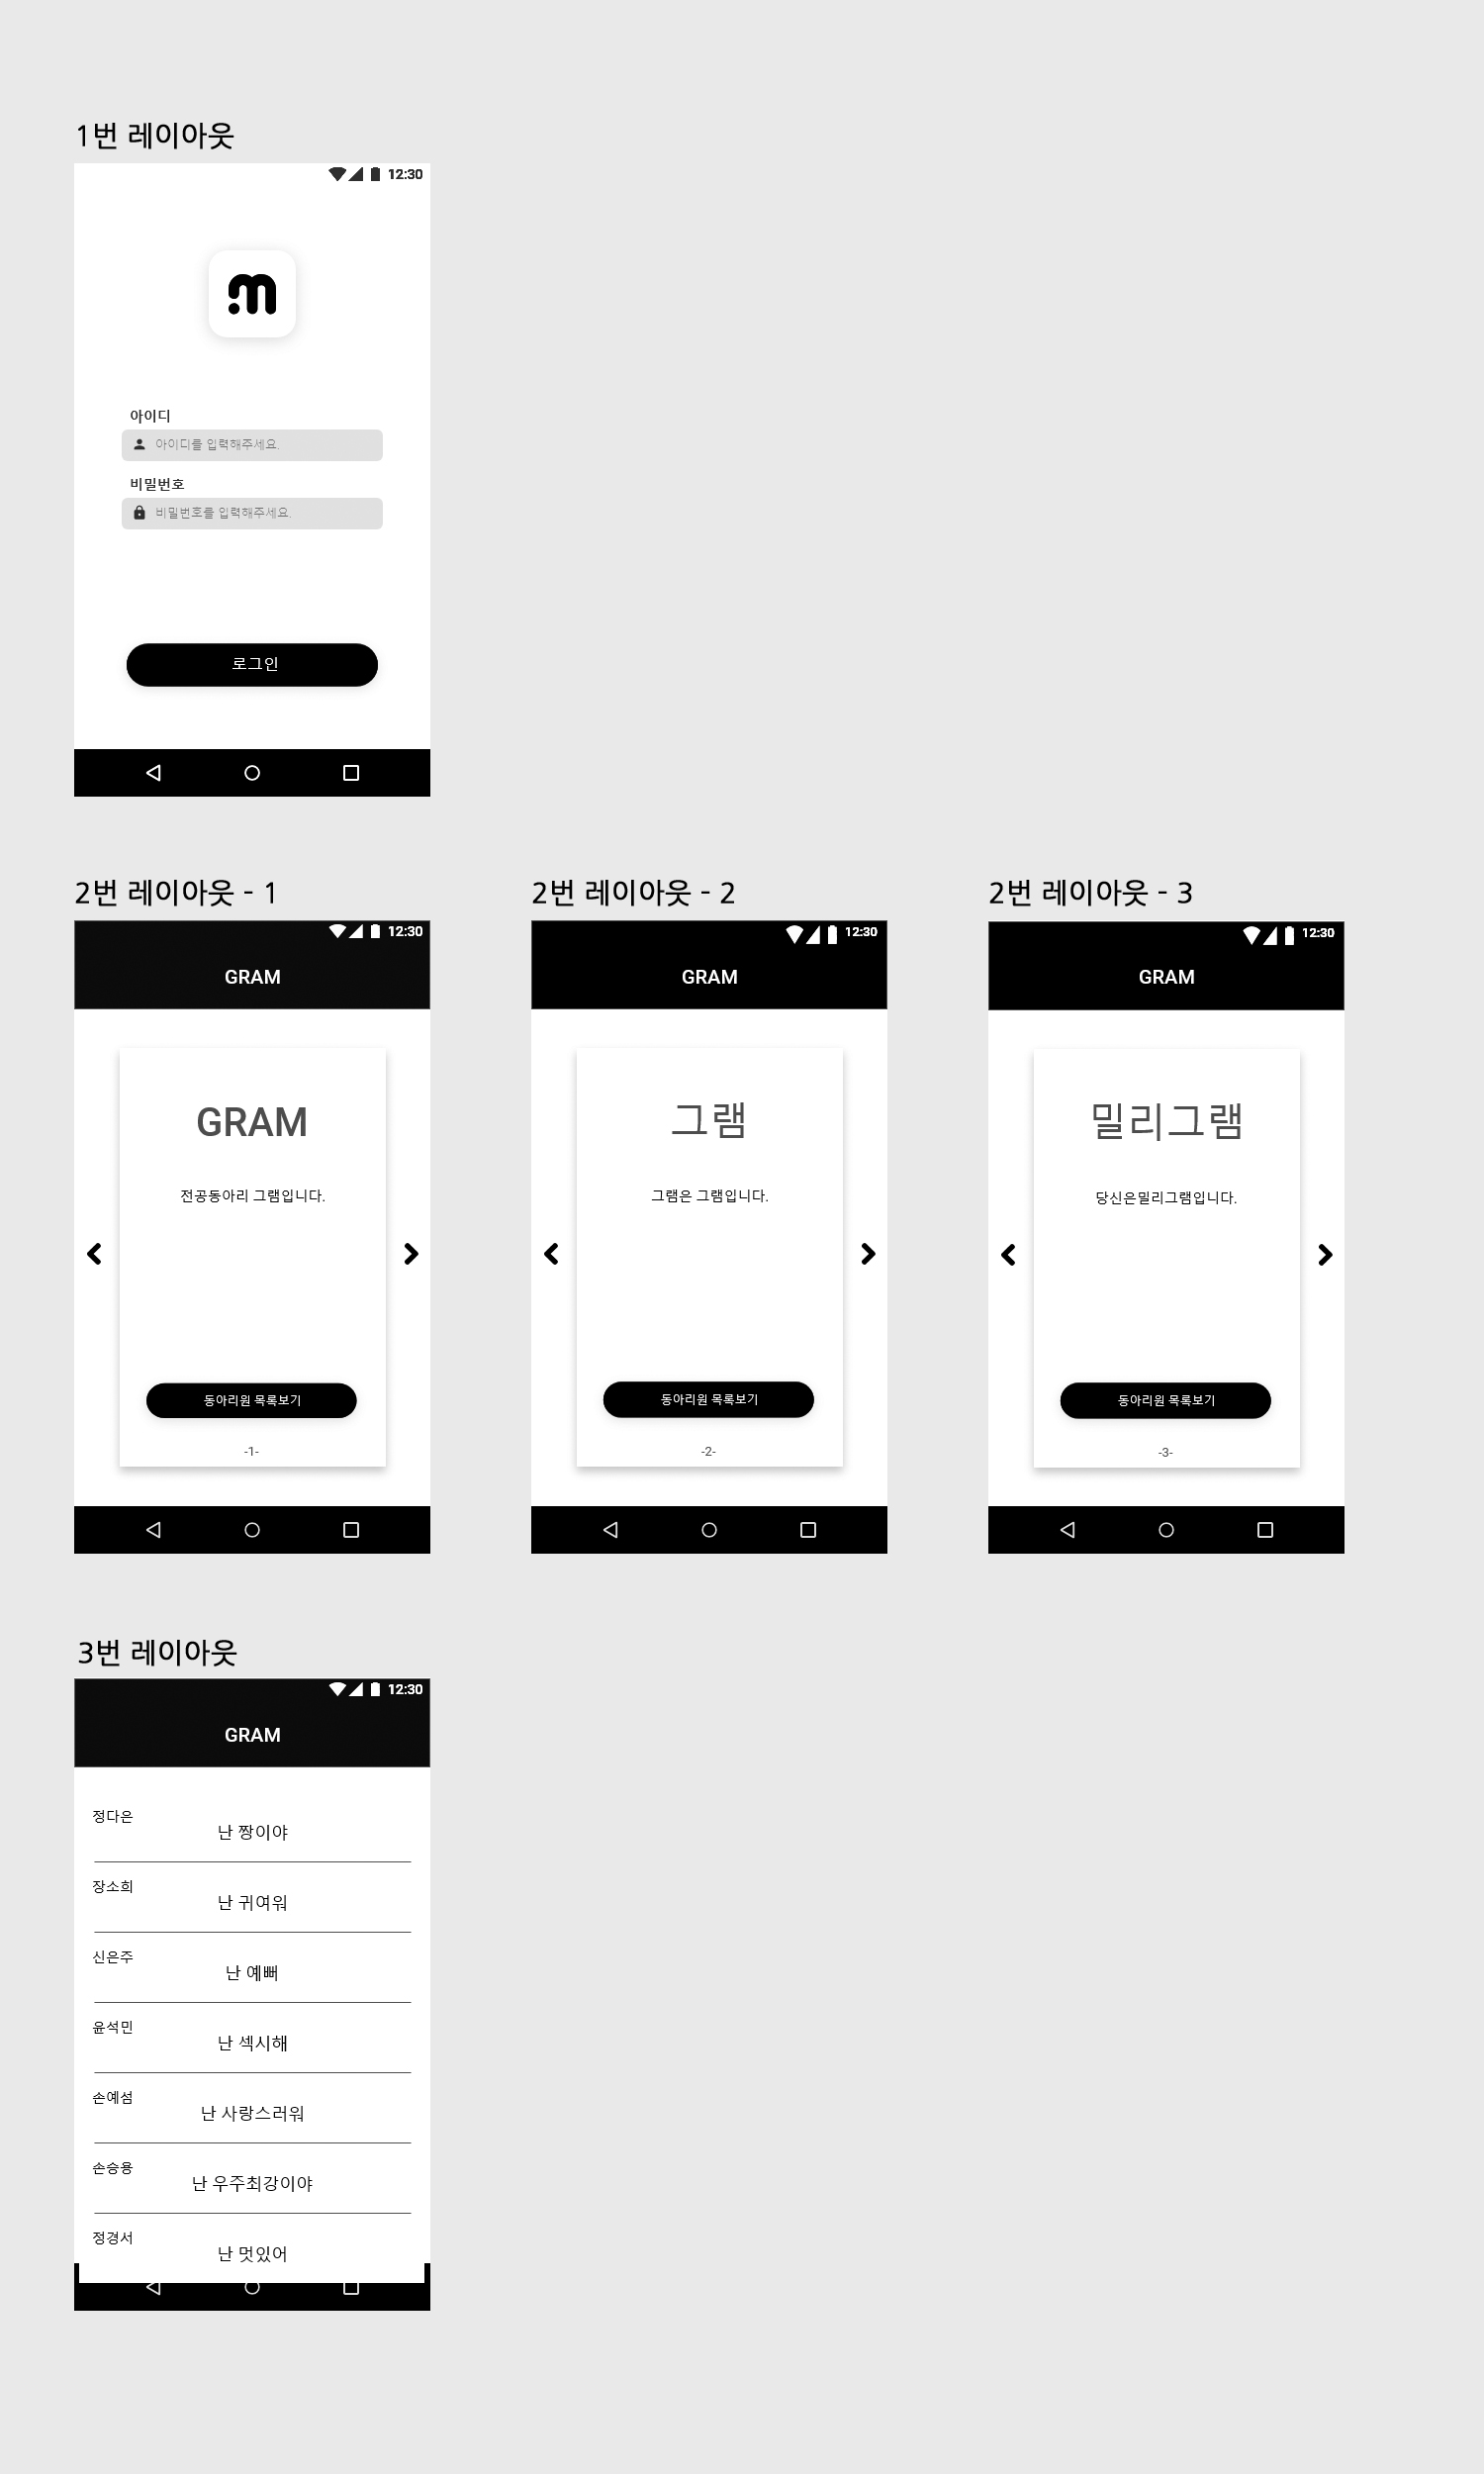 1번 레이아웃
12:30
m
아이디
아이디를 입력해주세요.
비밀번호
비밀번호를 입력해주세요.
로그인
2번 레이아웃 - 1
12:30
GRAM
GRAM
전공동아리 그램입니다.
동아리원 목록보기
-1-
2번 레이아웃 - 2
12:30
GRAM
그램
그램은 그램입니다.
동아리원 목록보기
-2-
2번 레이아웃 - 3
12:30
GRAM
밀리그램
당신은밀리그램입니다.
동아리원 목록보기
-3-
3번 레이아웃
12:30
GRAM
정다은
난 짱이야
장소희
난 귀여워
신은주
난 예뻐
윤석민
난 섹시해
손예섬
난 사랑스러워
손승용
난 우주최강이야
정경서
난 멋있어